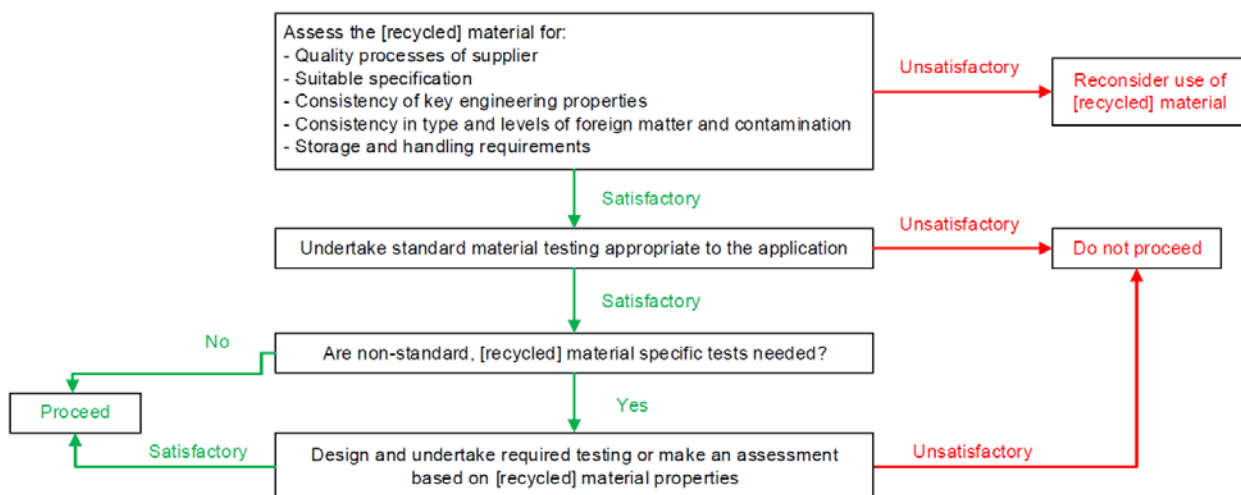 Assess the [recycled] material for:
- Quality processes of supplier
- Suitable specification
- Consistency of key engineering properties
- Consistency in type and levels of foreign matter and contamination
- Storage and handling requirements
Unsatisfactory
Reconsider use of
[recycled] material
Satisfactory
Undertake standard material testing appropriate to the application
Unsatisfactory
Do not proceed
Satisfactory
No
Are non-standard, [recycled] material specific tests needed?
Proceed
Yes
Satisfactory
Design and undertake required testing or make an assessment
based on [recycled] material properties
Unsatisfactory